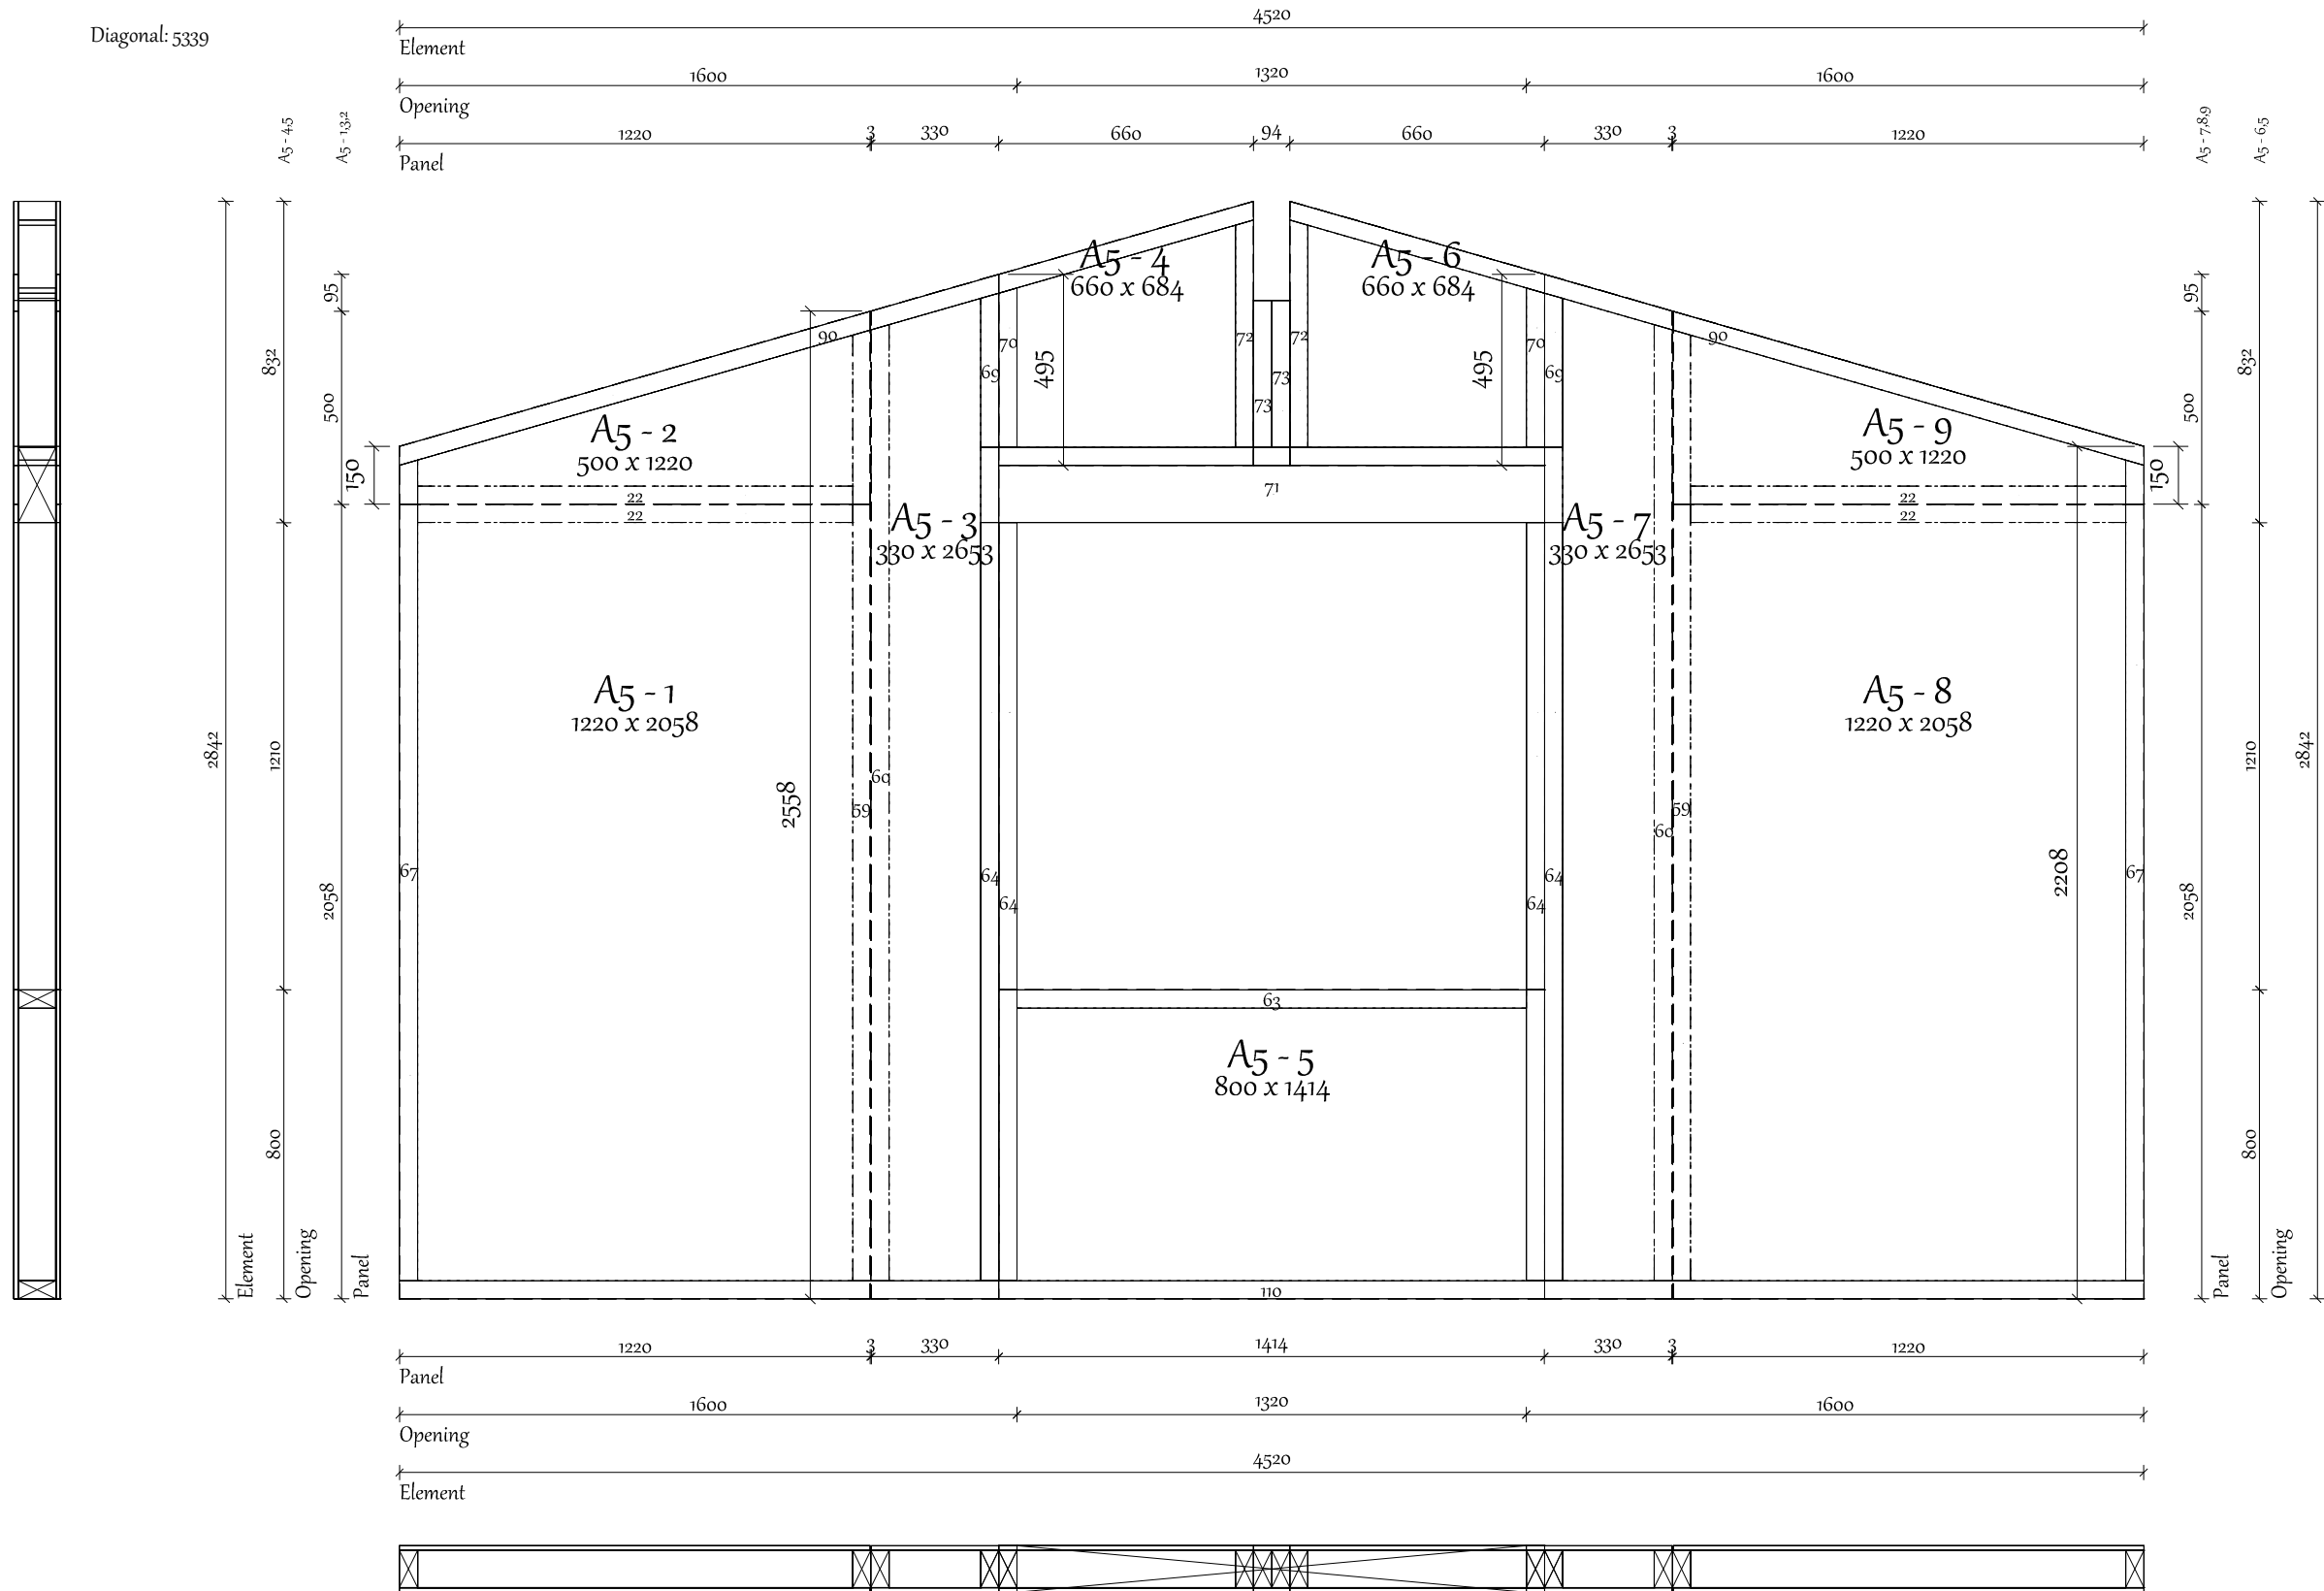 4520
Diagonal: 5339
Element
1600 1320 1600
Opening
A5 - 4,5 A5 - 1,3,2 A5 - 7,8,9 A5 - 6,5
1220 3 330 660 94 660 330 3 1220
Panel
A5 - 4 A5 - 6
660 x 684 660 x 684
95 95
90 70 72 72 70 90
832 495 495 832
69 73 69
500 73 500
A5 - 2 A5 - 9
500 x 1220 500 x 1220
150 71 150
22 22
22 22
A5 - 3 A5 - 7
330 x 2653 330 x 2653
A5 - 1 A5 - 8
1220 x 2058 1220 x 2058
2842 1210 1210 2842
60
2558 59 59
60
67 64 64 2208 67
2058 64 64 2058
63
A5 - 5
800 x 1414
800 800
Element Opening Panel Panel Opening
110
1220 3 330 1414 330 3 1220
Panel
1600 1320 1600
Opening
4520
Element